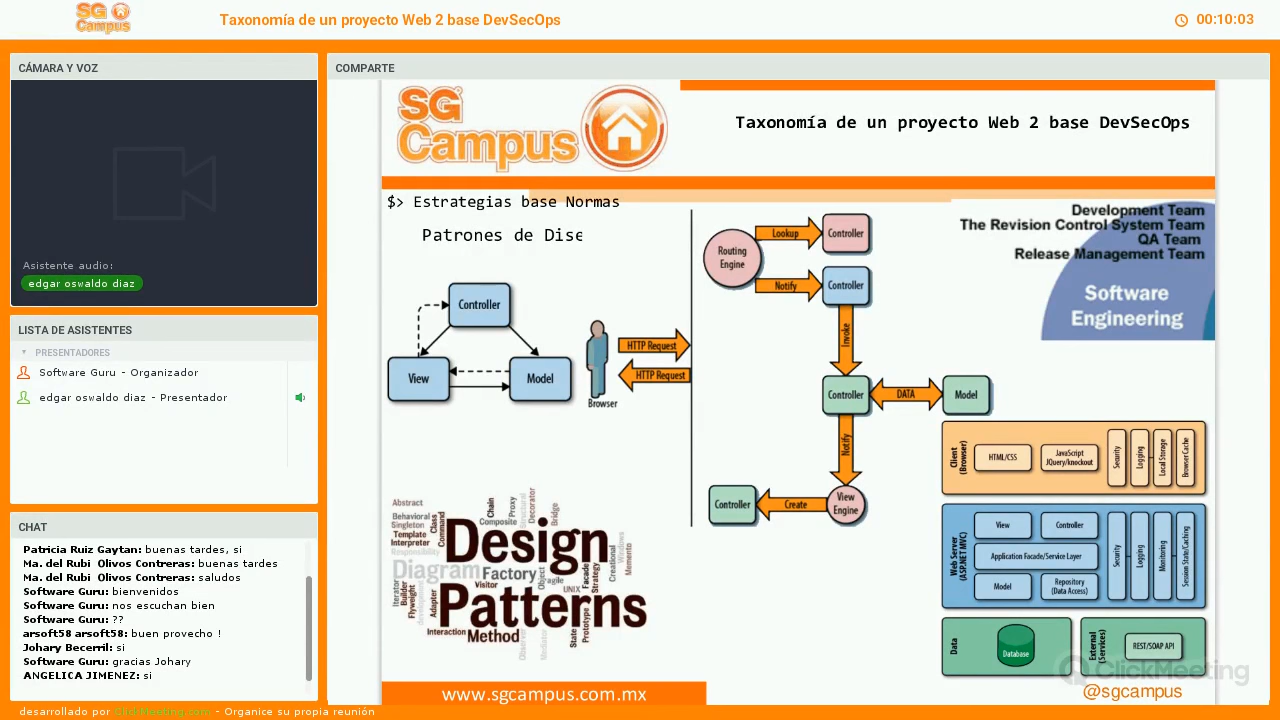 SG
Campus
Taxonomía de un proyecto Web 2 base DevSecOps
00:10:03
CÁMARA Y VOZ
Asistente audio:
edgar oswaldo diaz
LISTA DE ASISTENTES
PRESENTADORES
Software Guru - Organizador
edgar oswaldo diaz - Presentador
CHAT
Patricia Ruiz Gaytan: buenas tardes, si
Ma. del Rubi Olivos Contreras: buenas tardes
Ma. del Rubi Olivos Contreras: saludos
Software Guru: bienvenidos
Software Guru: nos escuchan bien
Software Guru: ??
arsoft58 arsoft58: buen provecho !
Johary Becerril: si
Software Guru: gracias Johary
ANGELICA JIMENEZ: si
COMPARTE
SG
Campus
Taxonomía de un proyecto Web 2 base DevSecOps
$> Estrategias base Normas
Patrones de Dise
Controller
View
Model
Browser
HTTP Request
HTTP Request
Routing
Engine
Lookup
Controller
Notify
Controller
Invoke
Controller
DATA
Model
Notify
View
Engine
Create
Controller
Development Team
The Revision Control System Team
QA Team
Release Management Team
Software
Engineering
Client
(Browser)
HTML/CSS
JavaScript
JQuery/knockout
Security
Logging
Local Storage
Browser Cache
Web Server
(ASP.NET MVC)
View
Controller
Application Facade/Service Layer
Model
Repository
(Data Access)
Security
Logging
Monitoring
Session State/Caching
Data
Database
External
(Services)
REST/SOAP API
Abstract
Behavioral
Singleton
Template
Interpreter
Responsibility
Class
Command
Chain
Composite
Proxy
Structural
Decorator
Bridge
Design
Diagram
Factory
Visitor
Object
Fragile
UNIX
Facade
Strategy
Creational
Windows
Memento
Iterator
Builder
Flyweight
development
Adapter
Patterns
Interaction
Method
Observer
Mediator
State
Prototype
www.sgcampus.com.mx
ClickMeeting
@sgcampus
desarrollado por ClickMeeting.com - Organice su propia reunión